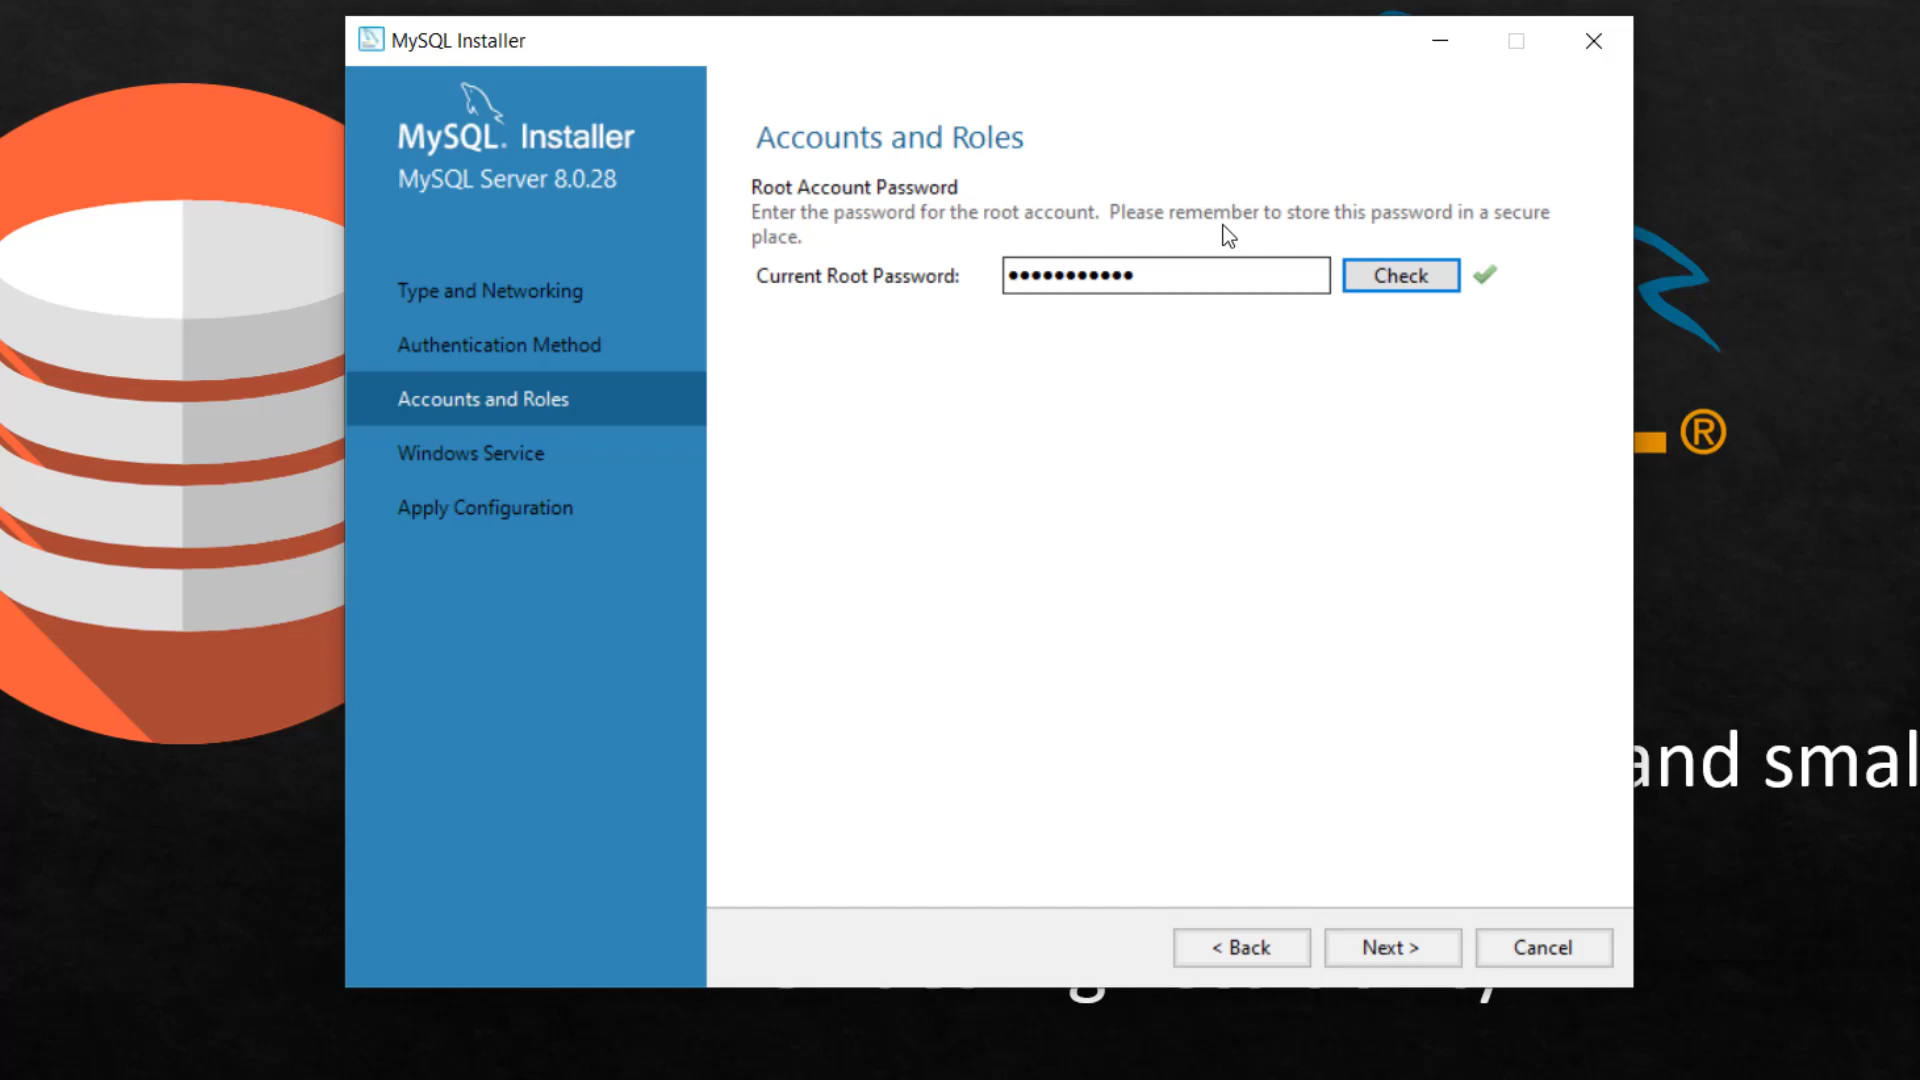 MySQL Installer
MySQL. Installer
MySQL Server 8.0.28
Type and Networking
Authentication Method
Accounts and Roles
Windows Service
Apply Configuration
Accounts and Roles
Root Account Password
Enter the password for the root account.  Please remember to store this password in a secure
place.
Current Root Password: ●●●●●●●●●●● Check
®
and smal
< Back Next > Cancel